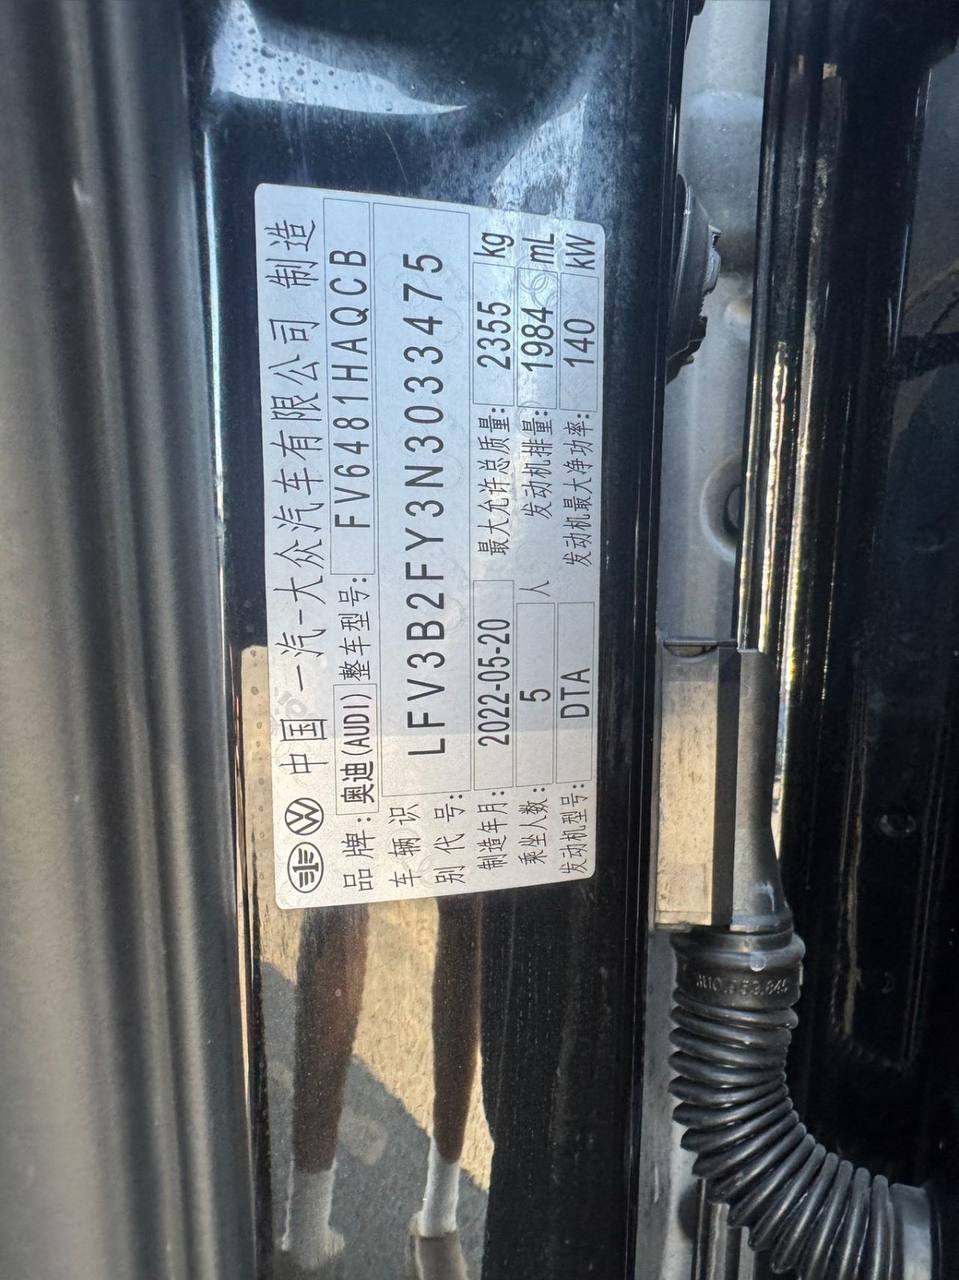 中国一汽-大众汽车有限公司 制造
品牌:奥迪(AUDI) 整车型号: FV6481HAQCB
车辆识别代号: LFV3B2FY3N3033475
制造年月: 2022-05-20 最大允许总质量: 2355 kg
乘坐人数: 5 人 发动机排量: 1984 mL
发动机型号: DTA 发动机最大净功率: 140 kW